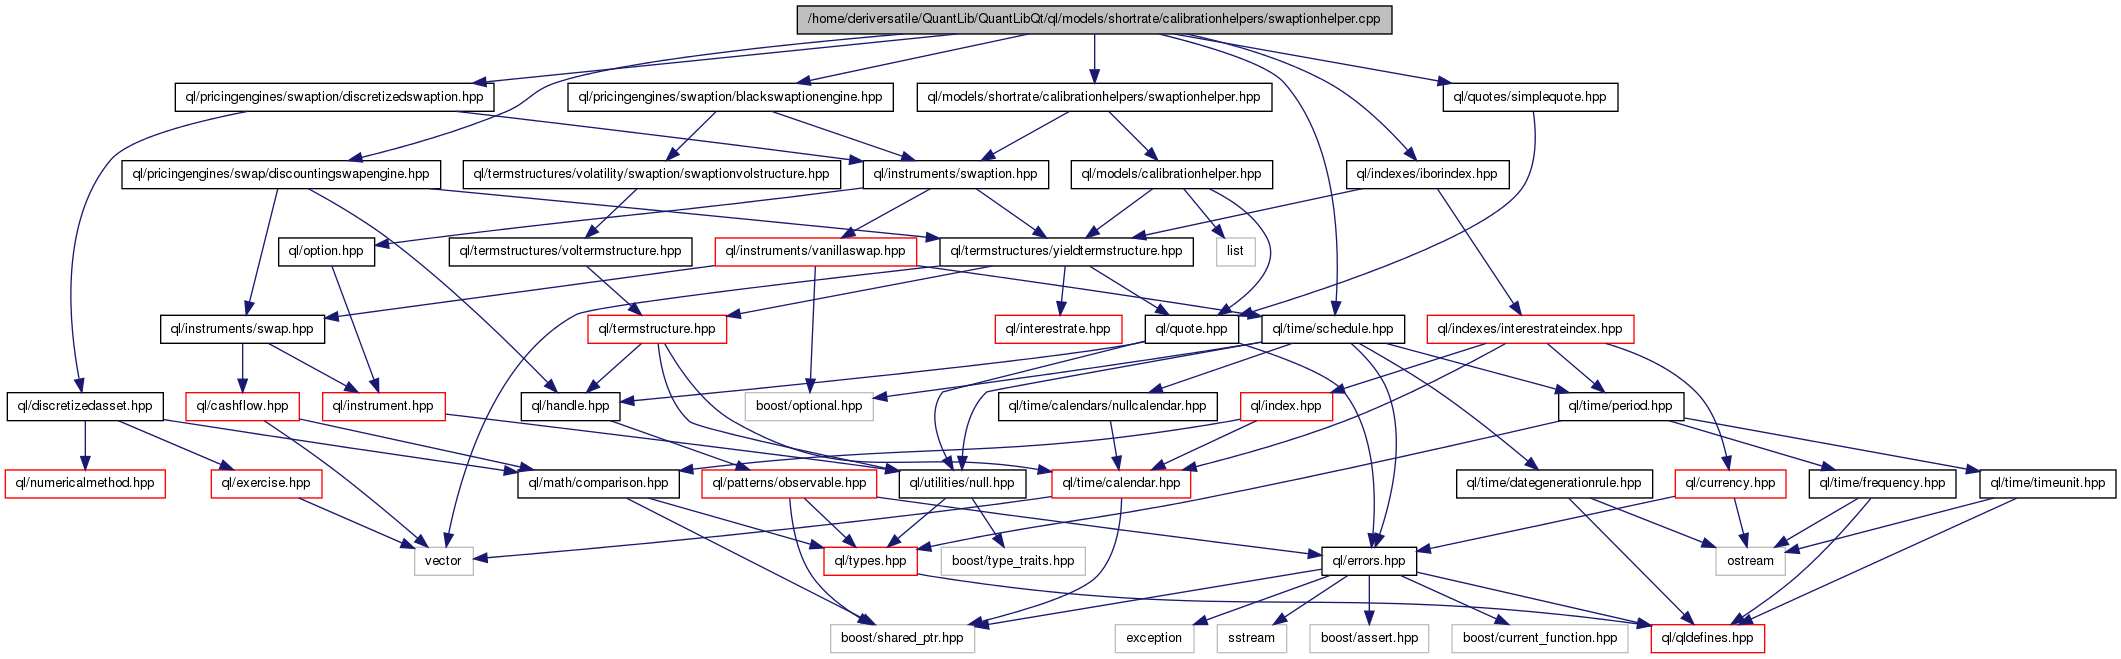 /home/deriversatile/QuantLib/QuantLibQt/ql/models/shortrate/calibrationhelpers/swaptionhelper.cpp
ql/pricingengines/swaption/discretizedswaption.hpp
ql/pricingengines/swaption/blackswaptionengine.hpp
ql/models/shortrate/calibrationhelpers/swaptionhelper.hpp
ql/quotes/simplequote.hpp
ql/pricingengines/swap/discountingswapengine.hpp
ql/termstructures/volatility/swaption/swaptionvolstructure.hpp
ql/instruments/swaption.hpp
ql/models/calibrationhelper.hpp
ql/indexes/iborindex.hpp
ql/option.hpp
ql/termstructures/voltermstructure.hpp
ql/instruments/vanillaswap.hpp
ql/termstructures/yieldtermstructure.hpp
list
ql/instruments/swap.hpp
ql/termstructure.hpp
ql/interestrate.hpp
ql/quote.hpp
ql/time/schedule.hpp
ql/indexes/interestrateindex.hpp
ql/discretizedasset.hpp
ql/cashflow.hpp
ql/instrument.hpp
ql/handle.hpp
boost/optional.hpp
ql/time/calendars/nullcalendar.hpp
ql/index.hpp
ql/time/period.hpp
ql/numericalmethod.hpp
ql/exercise.hpp
ql/math/comparison.hpp
ql/patterns/observable.hpp
ql/utilities/null.hpp
ql/time/calendar.hpp
ql/time/dategenerationrule.hpp
ql/currency.hpp
ql/time/frequency.hpp
ql/time/timeunit.hpp
vector
ql/types.hpp
boost/type_traits.hpp
ql/errors.hpp
ostream
boost/shared_ptr.hpp
exception
sstream
boost/assert.hpp
boost/current_function.hpp
ql/qldefines.hpp